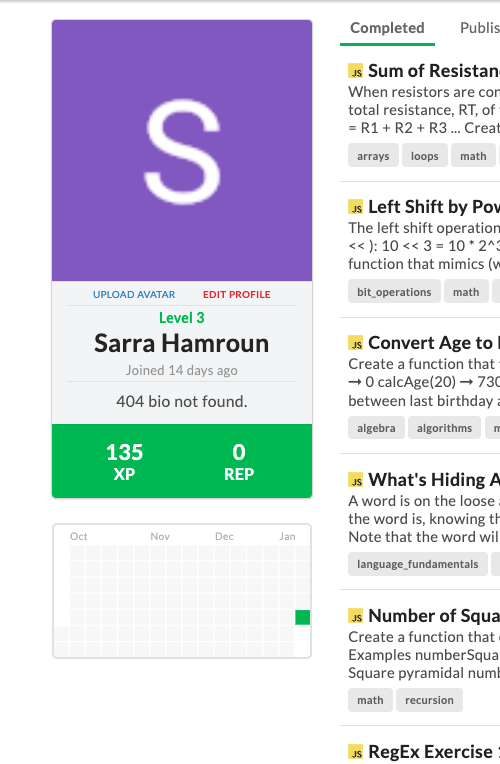 S
UPLOAD AVATAR EDIT PROFILE
Level 3
Sarra Hamroun
Joined 14 days ago
404 bio not found.
135 0
XP REP
Oct Nov Dec Jan
Completed Publis
JS Sum of Resistan
When resistors are con
total resistance, RT, of
= R1 + R2 + R3 ... Creat
arrays loops math
JS Left Shift by Pow
The left shift operation
<< ): 10 << 3 = 10 * 2^3
function that mimics (w
bit_operations math
JS Convert Age to
Create a function that
→ 0 calcAge(20) → 730
between last birthday a
algebra algorithms m
JS What's Hiding A
A word is on the loose
the word is, knowing th
Note that the word wil
language_fundamentals
JS Number of Squa
Create a function that
Examples numberSqua
Square pyramidal numb
math recursion
JS RegEx Exercise